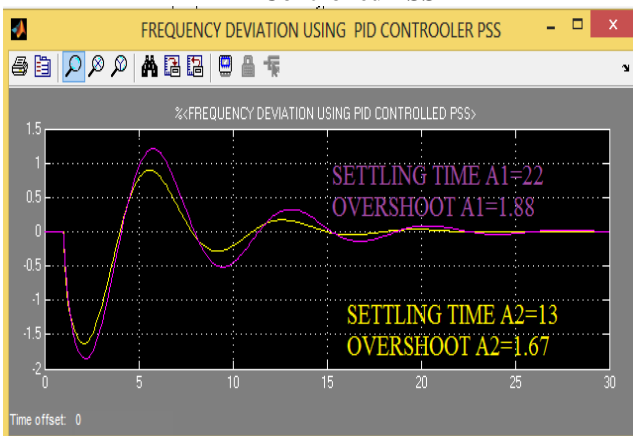 FREQUENCY DEVIATION USING PID CONTROOLER PSS
%<FREQUENCY DEVIATION USING PID CONTROLLED PSS>
1.5
1
0.5
0
-0.5
-1
-1.5
-2
SETTLING TIME A1=22
OVERSHOOT A1=1.88
SETTLING TIME A2=13
OVERSHOOT A2=1.67
0 5 10 15 20 25 30
Time offset: 0